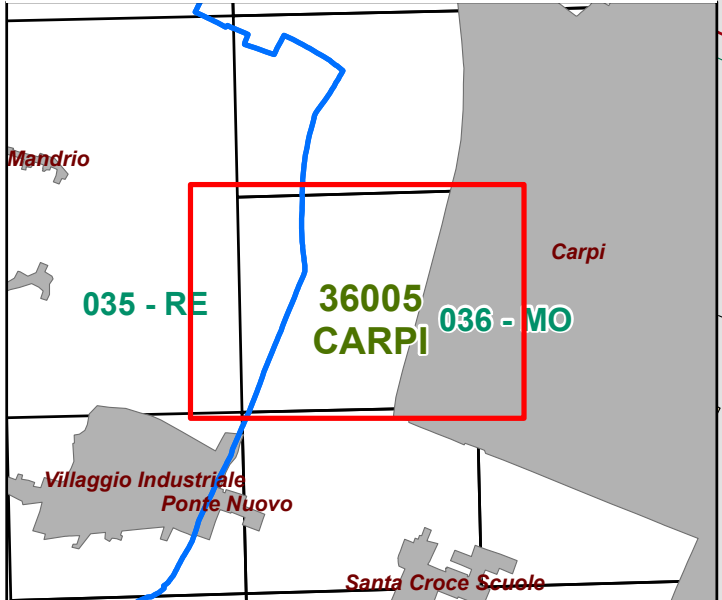 Mandrio
Carpi
035 - RE
36005
CARPI
036 - MO
Villaggio Industriale
Ponte Nuovo
Santa Croce Scuole